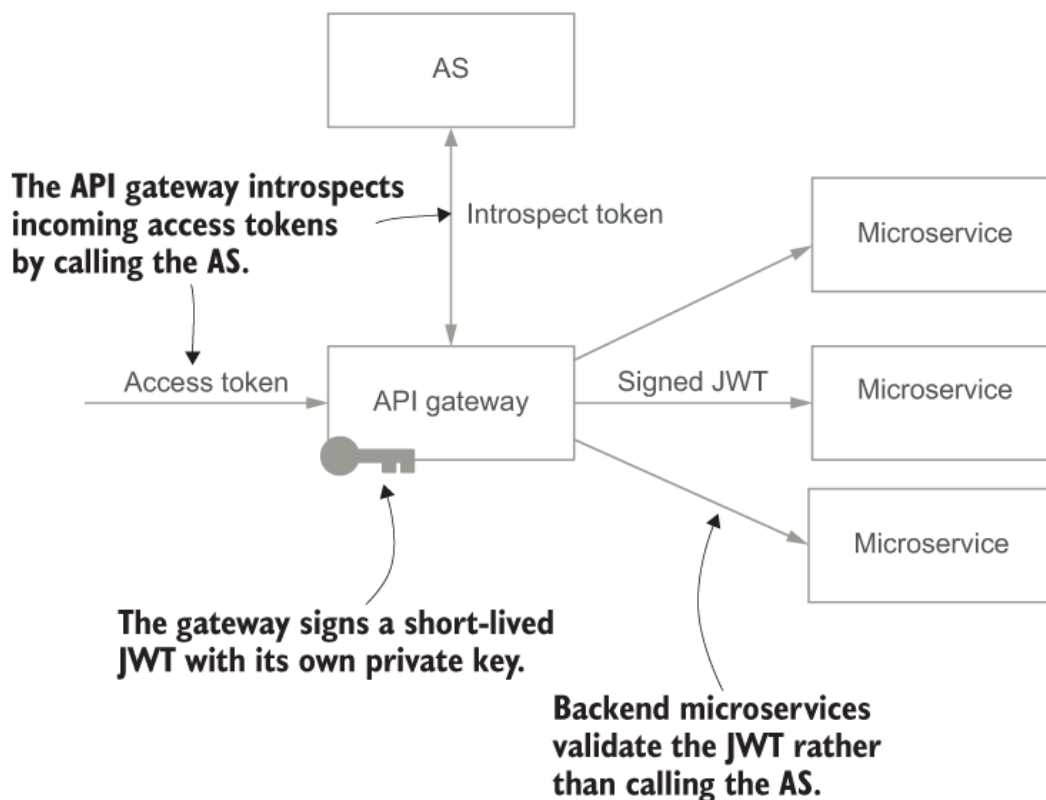 AS
The API gateway introspects
incoming access tokens
by calling the AS.
Introspect token
Microservice
Access token
API gateway
Signed JWT
Microservice
Microservice
The gateway signs a short-lived
JWT with its own private key.
Backend microservices
validate the JWT rather
than calling the AS.